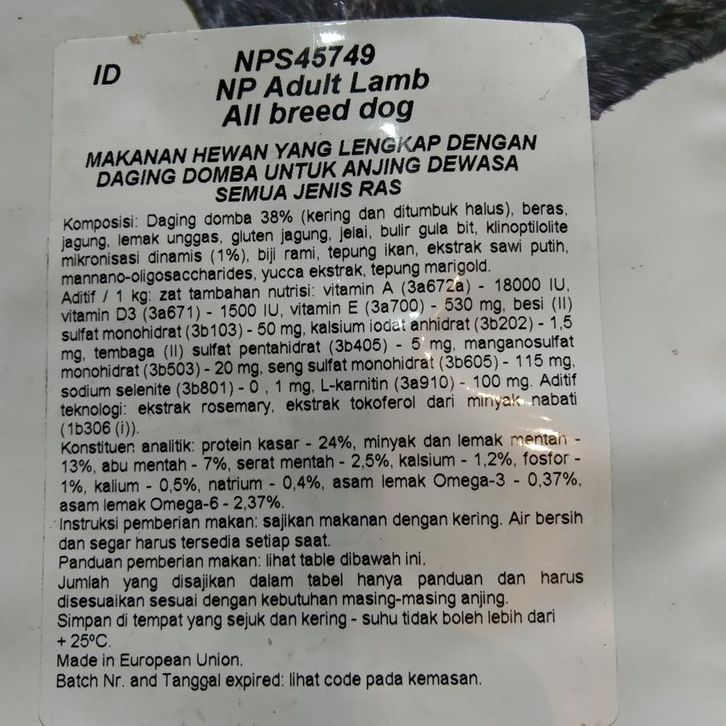 ID
NPS45749
NP Adult Lamb
All breed dog
MAKANAN HEWAN YANG LENGKAP DENGAN
DAGING DOMBA UNTUK ANJING DEWASA
SEMUA JENIS RAS
Komposisi: Daging domba 38% (kering dan ditumbuk halus), beras,
jagung, lemak unggas, gluten jagung, jelai, bulir gula bit, klinoptilolite
mikronisasi dinamis (1%), biji rami, tepung ikan, ekstrak sawi putih,
mannano-oligosaccharides, yucca ekstrak, tepung marigold.
Aditif / 1 kg: zat tambahan nutrisi: vitamin A (3a672a) - 18000 IU,
vitamin D3 (3a671) - 1500 IU, vitamin E (3a700) - 530 mg, besi (II)
sulfat monohidrat (3b103) - 50 mg, kalsium iodat anhidrat (3b202) - 1,5
mg, tembaga (II) sulfat pentahidrat (3b405) - 5 mg, manganosulfat
monohidrat (3b503) - 20 mg, seng sulfat monohidrat (3b605) - 115 mg,
sodium selenite (3b801) - 0 , 1 mg, L-karnitin (3a910) - 100 mg. Aditif
teknologi: ekstrak rosemary, ekstrak tokoferol dari minyak nabati
(1b306 (i)).
Konstituen analitik: protein kasar - 24%, minyak dan lemak mentah -
13%, abu mentah - 7%, serat mentah - 2,5%, kalsium - 1,2%, fosfor -
1%, kalium - 0,5%, natrium - 0,4%, asam lemak Omega-3 - 0,37%,
asam lemak Omega-6 - 2,37%.
Instruksi pemberian makan: sajikan makanan dengan kering. Air bersih
dan segar harus tersedia setiap saat.
Panduan pemberian makan: lihat table dibawah ini.
Jumlah yang disajikan dalam tabel hanya panduan dan harus
disesuaikan sesuai dengan kebutuhan masing-masing anjing.
Simpan di tempat yang sejuk dan kering - suhu tidak boleh lebih dari
+ 25ºC.
Made in European Union.
Batch Nr. and Tanggal expired: lihat code pada kemasan.